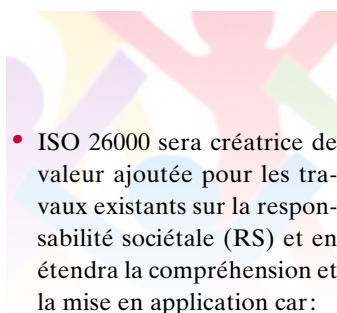 • ISO 26000 sera créatrice de
valeur ajoutée pour les tra-
vaux existants sur la respon-
sabilité sociétale (RS) et en
étendra la compréhension et
la mise en application car :